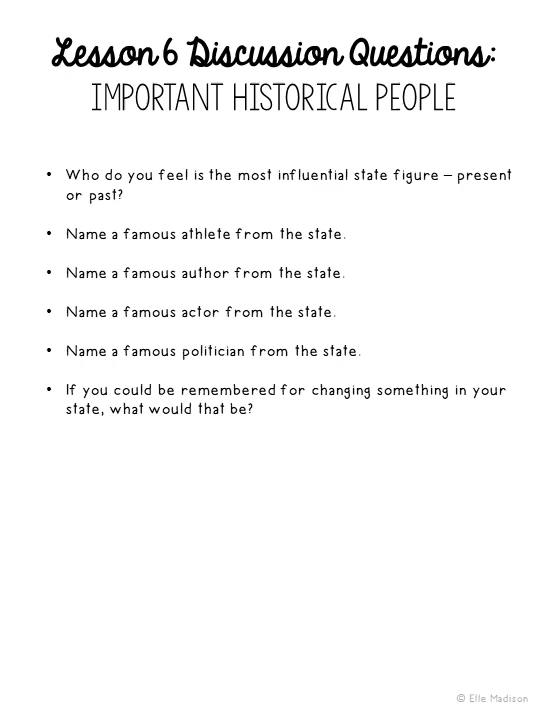 Lesson 6 Discussion Questions:
IMPORTANT HISTORICAL PEOPLE
• Who do you feel is the most influential state figure – present
or past?
• Name a famous athlete from the state.
• Name a famous author from the state.
• Name a famous actor from the state.
• Name a famous politician from the state.
• If you could be remembered for changing something in your
state, what would that be?
© Elle Madison